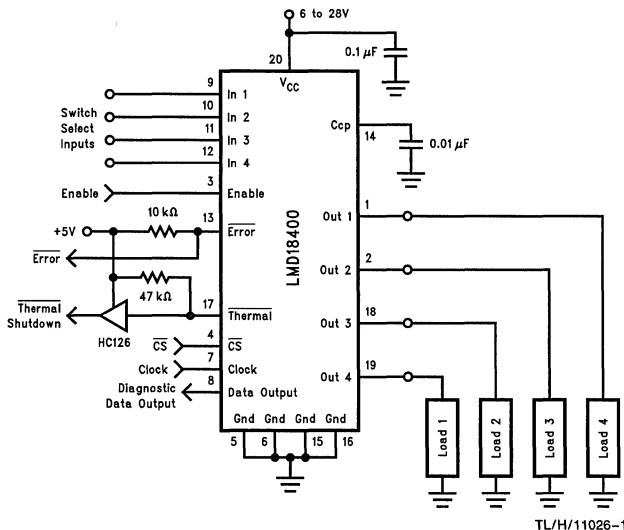 6 to 28V
0.1 μF
20
VCC
9
In 1
10
Switch
In 2
Ccp
Select
11
14
0.01 μF
Inputs
In 3
12
In 4
3
Enable
Enable
1
10 kΩ
13
Out 1
+5V
Error
Error
LMD18400
2
Out 2
47 kΩ
17
18
Thermal
Shutdown
Thermal
Out 3
HC126
4
CS
CS
7
19
Clock
Clock
Out 4
Diagnostic
8
Data Output
Data Output
Gnd Gnd Gnd Gnd
5 6 15 16
Load 1
Load 2
Load 3
Load 4
TL/H/11026-1